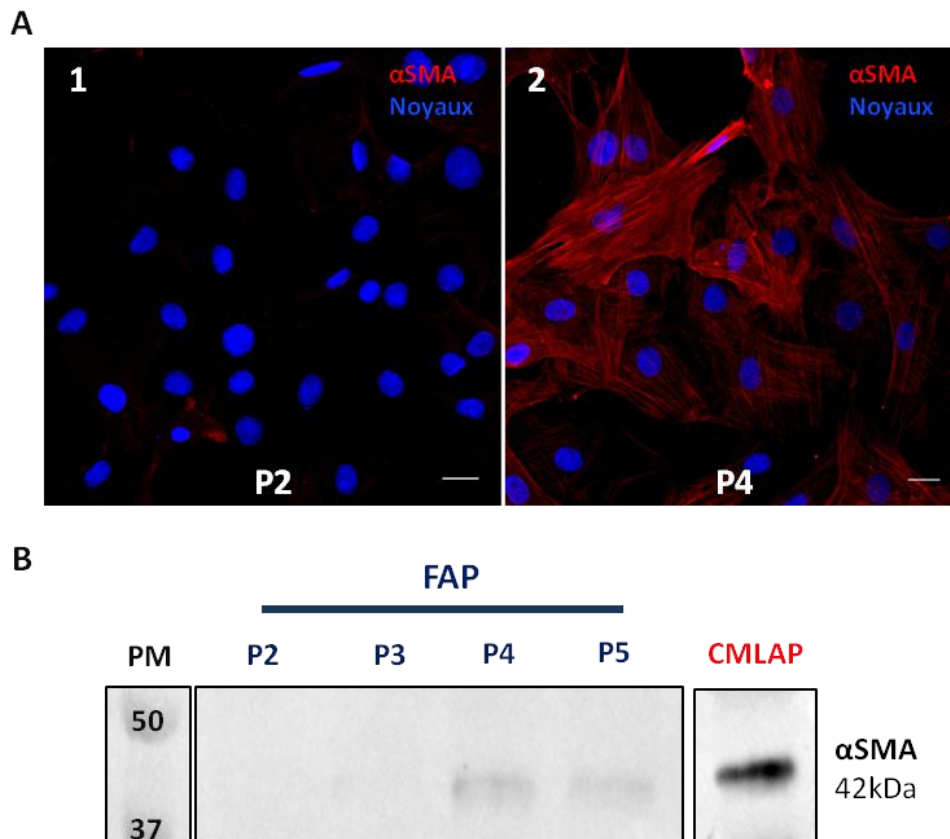 A
1
αSMA
Noyaux
P2
2
αSMA
Noyaux
P4
B
FAP
PM P2 P3 P4 P5 CMLAP
50
37
αSMA
42kDa